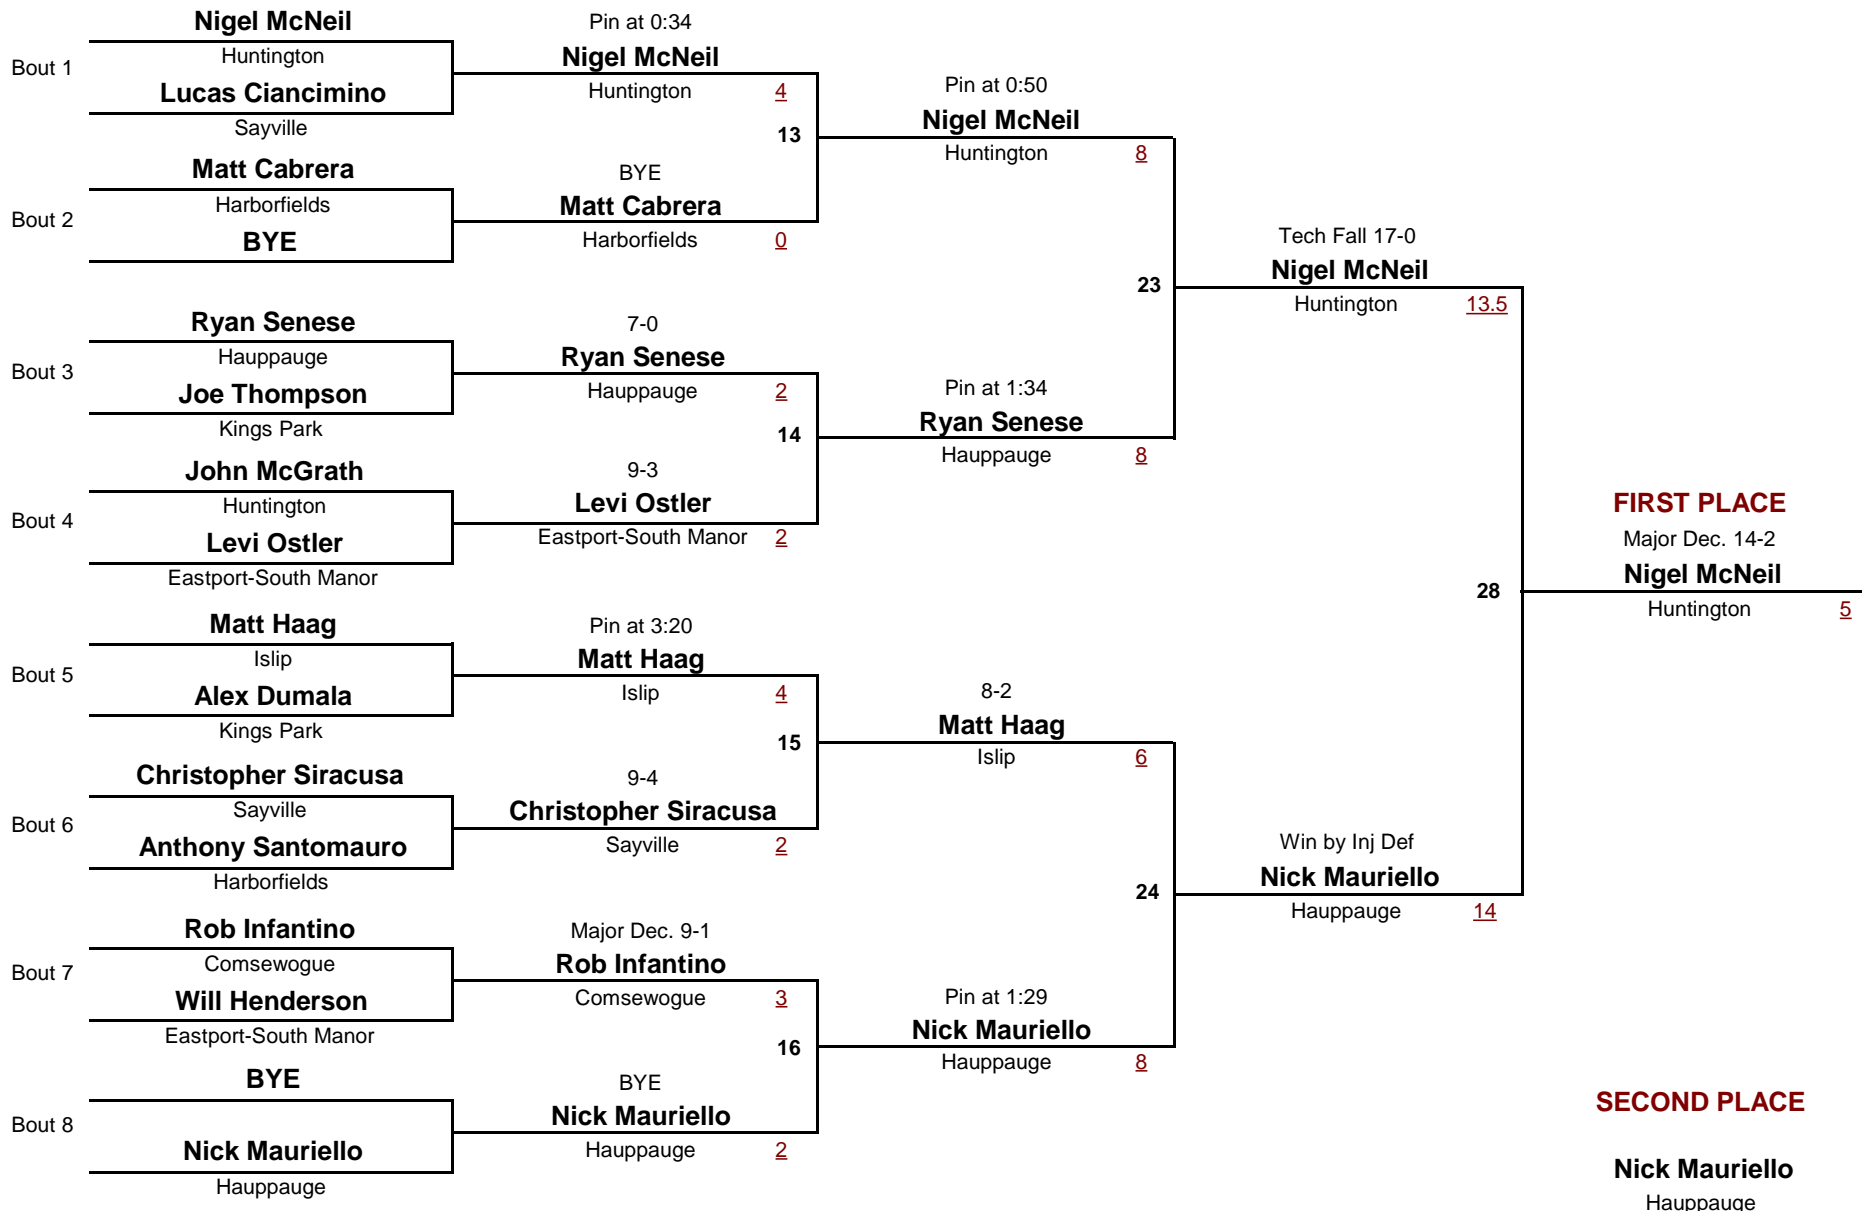 Bout 1
Nigel McNeil
Huntington
Lucas Ciancimino
Sayville
Bout 2
Matt Cabrera
Harborfields
BYE
Bout 3
Ryan Senese
Hauppauge
Joe Thompson
Kings Park
Bout 4
John McGrath
Huntington
Levi Ostler
Eastport-South Manor
Bout 5
Matt Haag
Islip
Alex Dumala
Kings Park
Bout 6
Christopher Siracusa
Sayville
Anthony Santomauro
Harborfields
Bout 7
Rob Infantino
Comsewogue
Will Henderson
Eastport-South Manor
Bout 8
BYE
Nick Mauriello
Hauppauge
Pin at 0:34
Nigel McNeil
Huntington 4
13
BYE
Matt Cabrera
Harborfields 0
7-0
Ryan Senese
Hauppauge 2
14
9-3
Levi Ostler
Eastport-South Manor 2
Pin at 3:20
Matt Haag
Islip 4
15
9-4
Christopher Siracusa
Sayville 2
Major Dec. 9-1
Rob Infantino
Comsewogue 3
16
BYE
Nick Mauriello
Hauppauge 2
Pin at 0:50
Nigel McNeil
Huntington 8
23
Pin at 1:34
Ryan Senese
Hauppauge 8
8-2
Matt Haag
Islip 6
24
Pin at 1:29
Nick Mauriello
Hauppauge 8
Tech Fall 17-0
Nigel McNeil
Huntington 13.5
28
Win by Inj Def
Nick Mauriello
Hauppauge 14
FIRST PLACE
Major Dec. 14-2
Nigel McNeil
Huntington 5
SECOND PLACE
Nick Mauriello
Hauppauge